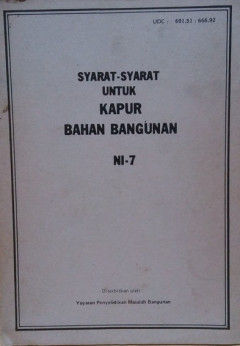 UDC : 691.51 : 666.92
SYARAT-SYARAT
UNTUK
KAPUR
BAHAN BANGUNAN
NI-7
Diterbitkan oleh :
Yayasan Penyelidikan Masalah Bangunan